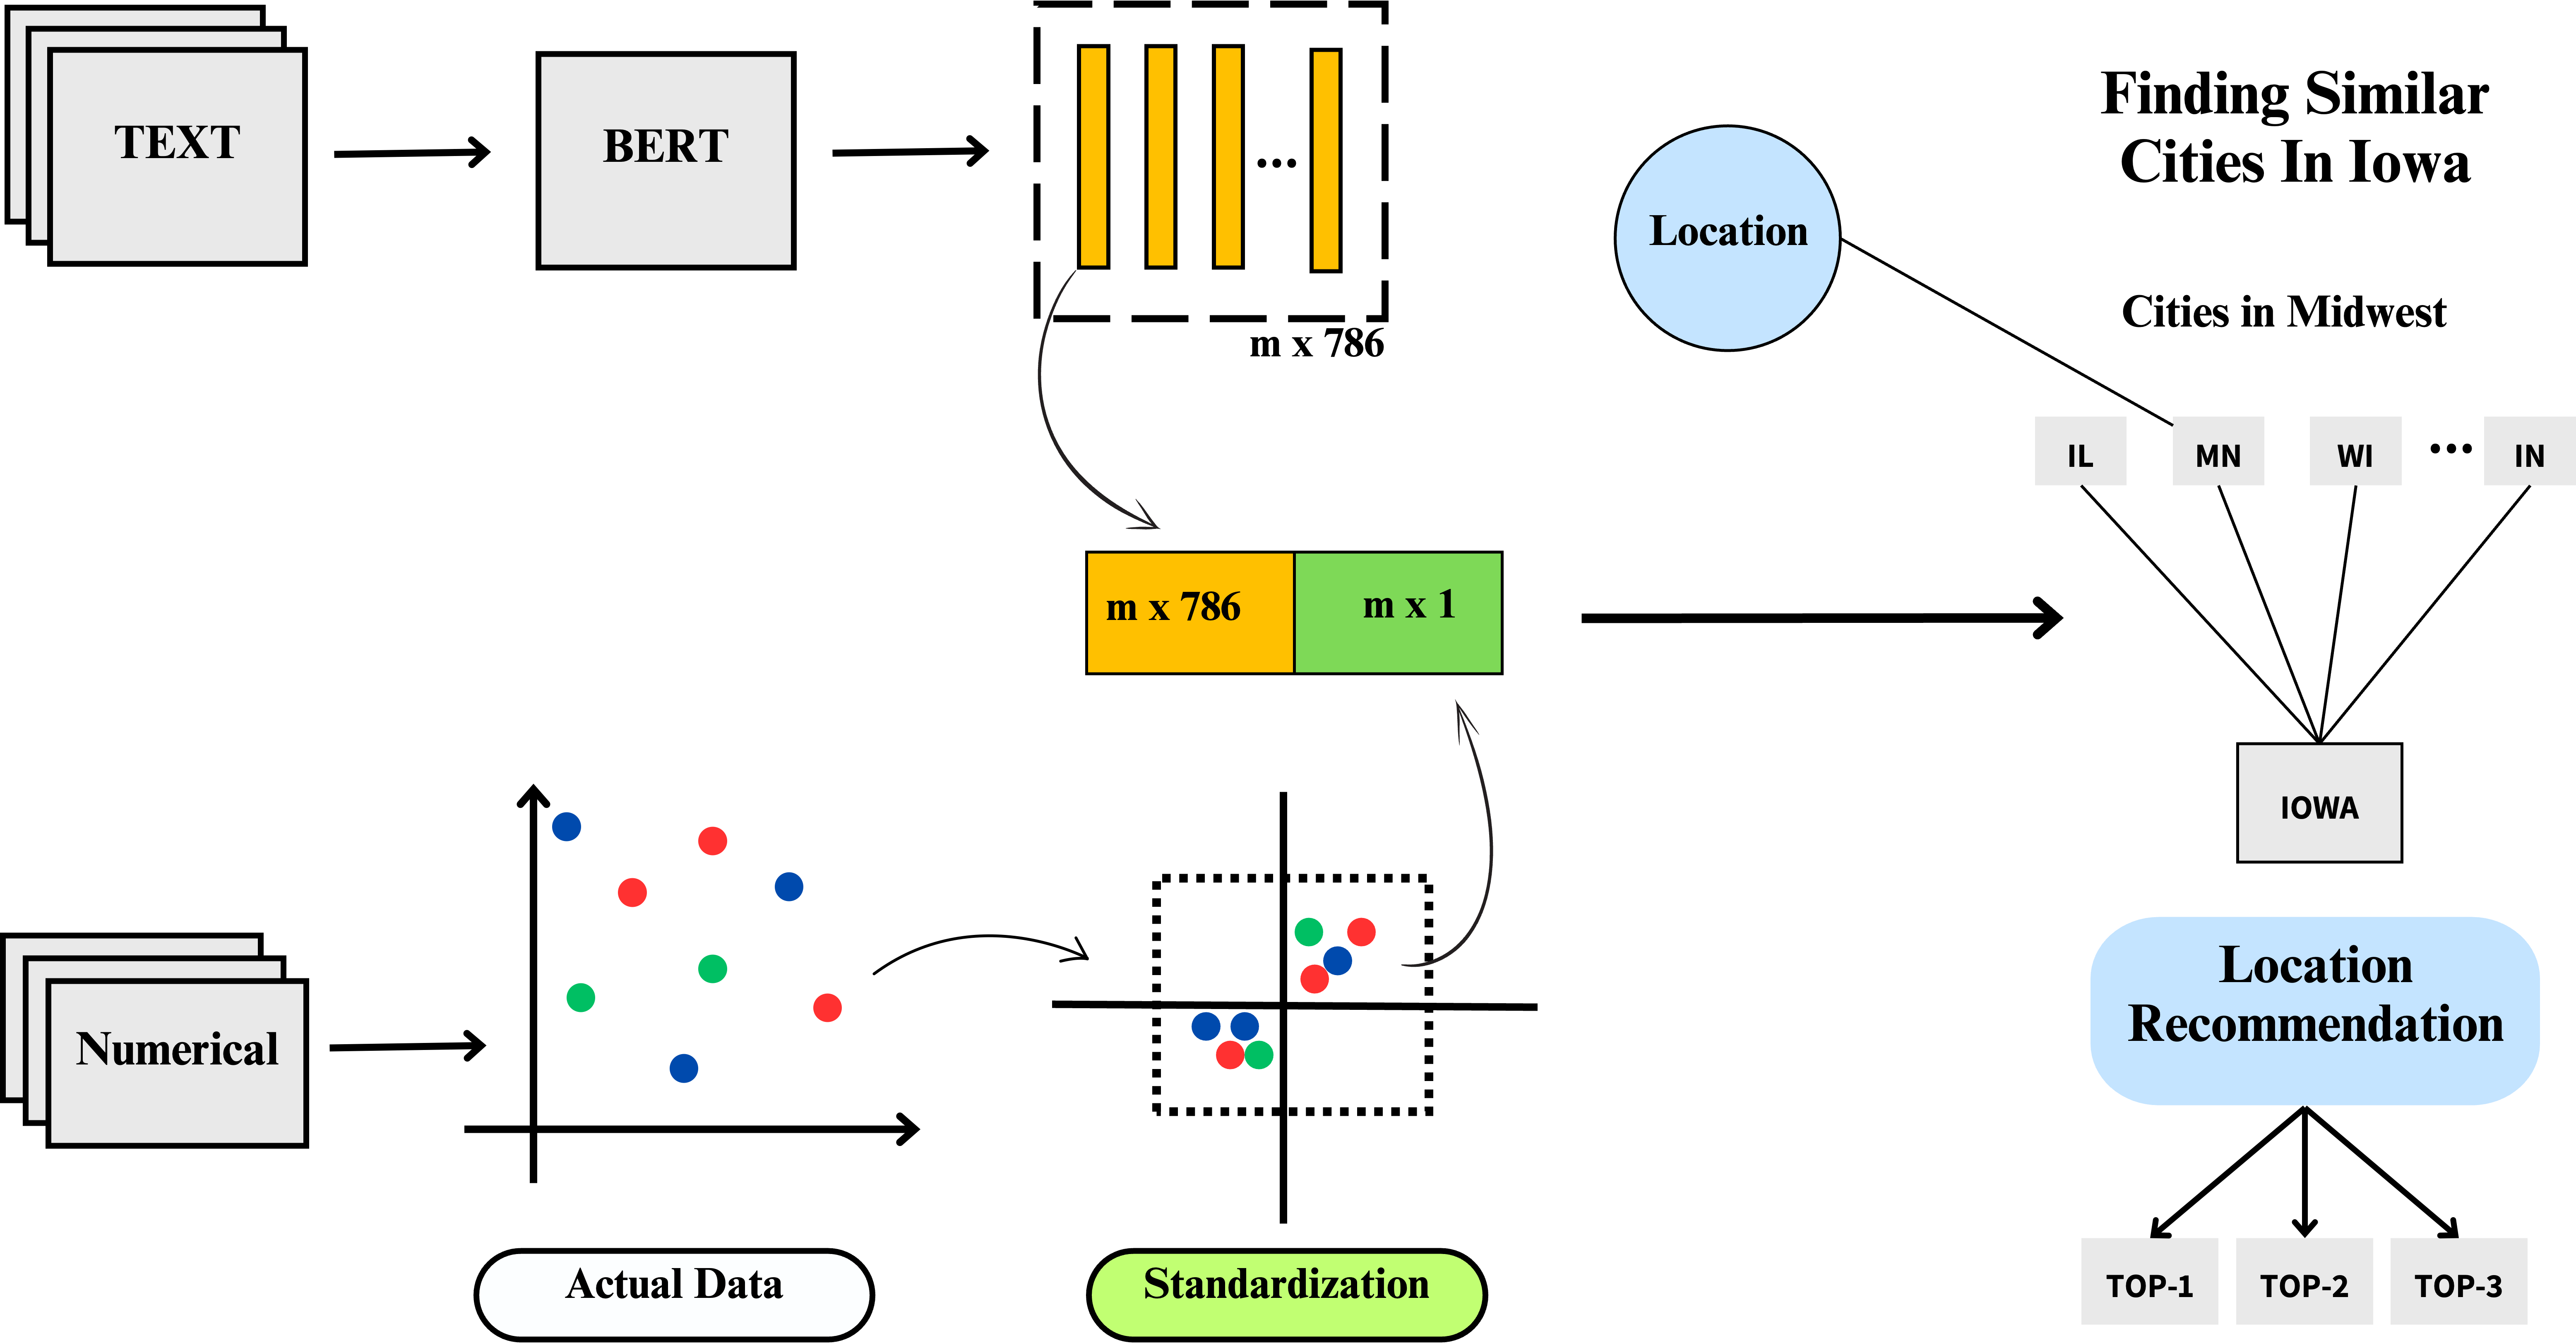 TEXT
BERT
...
m x 786
Location
Finding Similar
Cities In Iowa
Cities in Midwest
IL
MN
WI
...
IN
m x 786
m x 1
IOWA
Numerical
Actual Data
Standardization
Location
Recommendation
TOP-1
TOP-2
TOP-3